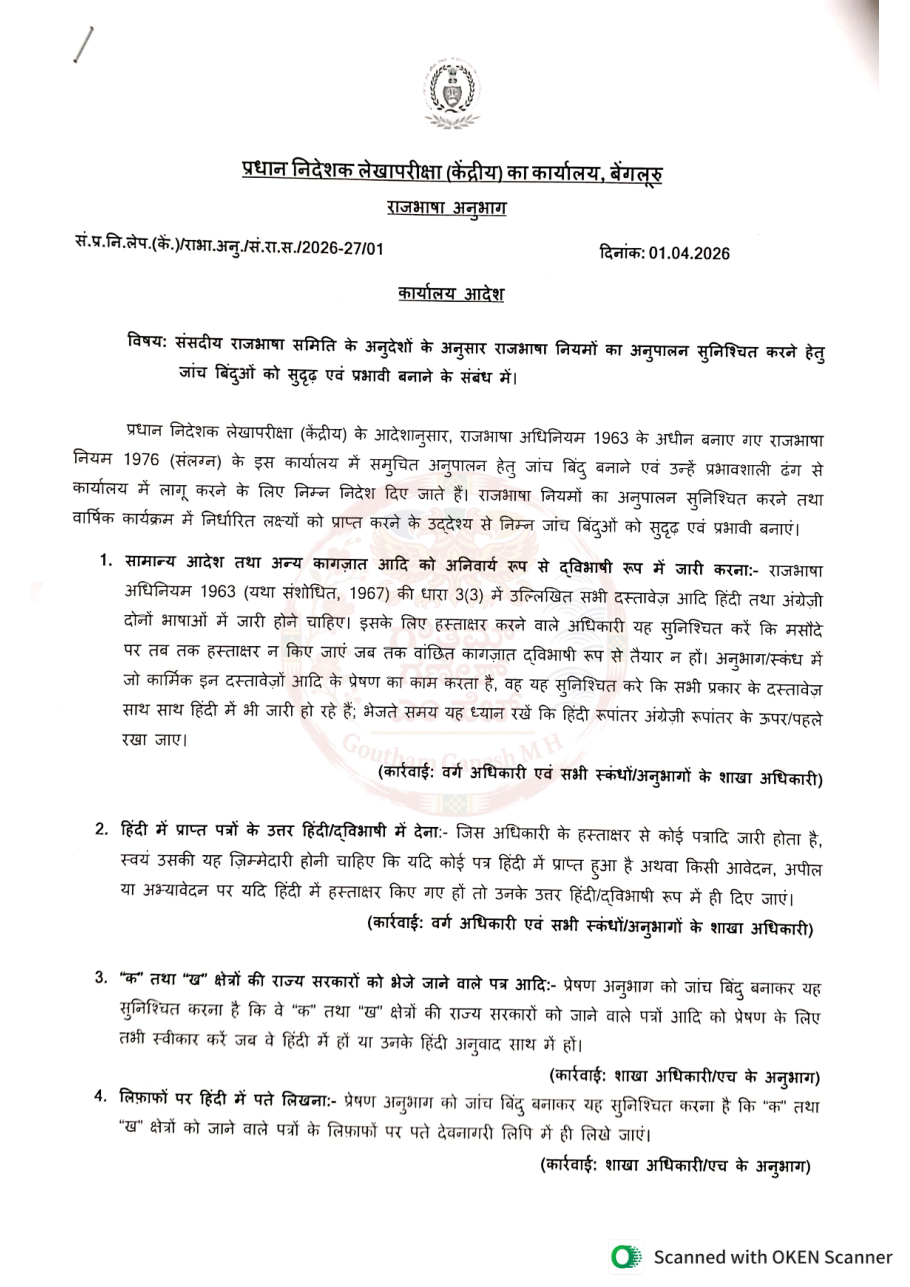 प्रधान निदेशक लेखापरीक्षा (केंद्रीय) का कार्यालय, बेंगलूरु
राजभाषा अनुभाग
सं.प्र.नि.लेप.(कें.)/राभा.अनु./सं.रा.स./2026-27/01
दिनांक: 01.04.2026
कार्यालय आदेश
विषय: संसदीय राजभाषा समिति के अनुदेशों के अनुसार राजभाषा नियमों का अनुपालन सुनिश्चित करने हेतु
जांच बिंदुओं को सुदृढ़ एवं प्रभावी बनाने के संबंध में।
प्रधान निदेशक लेखापरीक्षा (केंद्रीय) के आदेशानुसार, राजभाषा अधिनियम 1963 के अधीन बनाए गए राजभाषा
नियम 1976 (संलग्न) के इस कार्यालय में समुचित अनुपालन हेतु जांच बिंदु बनाने एवं उन्हें प्रभावशाली ढंग से
कार्यालय में लागू करने के लिए निम्न निदेश दिए जाते हैं। राजभाषा नियमों का अनुपालन सुनिश्चित करने तथा
वार्षिक कार्यक्रम में निर्धारित लक्ष्यों को प्राप्त करने के उद्देश्य से निम्न जांच बिंदुओं को सुदृढ़ एवं प्रभावी बनाएं।
1. सामान्य आदेश तथा अन्य कागज़ात आदि को अनिवार्य रूप से द्विभाषी रूप में जारी करना:- राजभाषा
अधिनियम 1963 (यथा संशोधित, 1967) की धारा 3(3) में उल्लिखित सभी दस्तावेज़ आदि हिंदी तथा अंग्रेज़ी
दोनों भाषाओं में जारी होने चाहिए। इसके लिए हस्ताक्षर करने वाले अधिकारी यह सुनिश्चित करें कि मसौदे
पर तब तक हस्ताक्षर न किए जाएं जब तक वांछित कागज़ात द्विभाषी रूप से तैयार न हों। अनुभाग/स्कंध में
जो कार्मिक इन दस्तावेज़ों आदि के प्रेषण का काम करता है, वह यह सुनिश्चित करे कि सभी प्रकार के दस्तावेज़
साथ साथ हिंदी में भी जारी हो रहे हैं; भेजते समय यह ध्यान रखें कि हिंदी रूपांतर अंग्रेज़ी रूपांतर के ऊपर/पहले
रखा जाए।
ಗೌತಮ್
ಗಣೇಶ್
ಎಂ ಹೆಚ್
Goutham Ganesh M H
(कार्रवाई: वर्ग अधिकारी एवं सभी स्कंधों/अनुभागों के शाखा अधिकारी)
2. हिंदी में प्राप्त पत्रों के उत्तर हिंदी/द्विभाषी में देना:- जिस अधिकारी के हस्ताक्षर से कोई पत्रादि जारी होता है,
स्वयं उसकी यह ज़िम्मेदारी होनी चाहिए कि यदि कोई पत्र हिंदी में प्राप्त हुआ है अथवा किसी आवेदन, अपील
या अभ्यावेदन पर यदि हिंदी में हस्ताक्षर किए गए हों तो उनके उत्तर हिंदी/द्विभाषी रूप में ही दिए जाएं।
(कार्रवाई: वर्ग अधिकारी एवं सभी स्कंधों/अनुभागों के शाखा अधिकारी)
3. “क” तथा “ख” क्षेत्रों की राज्य सरकारों को भेजे जाने वाले पत्र आदि:- प्रेषण अनुभाग को जांच बिंदु बनाकर यह
सुनिश्चित करना है कि वे “क” तथा “ख” क्षेत्रों की राज्य सरकारों को जाने वाले पत्रों आदि को प्रेषण के लिए
तभी स्वीकार करें जब वे हिंदी में हों या उनके हिंदी अनुवाद साथ में हों।
(कार्रवाई: शाखा अधिकारी/एच के अनुभाग)
4. लिफ़ाफों पर हिंदी में पते लिखना:- प्रेषण अनुभाग को जांच बिंदु बनाकर यह सुनिश्चित करना है कि “क” तथा
“ख” क्षेत्रों को जाने वाले पत्रों के लिफ़ाफों पर पते देवनागरी लिपि में ही लिखे जाएं।
(कार्रवाई: शाखा अधिकारी/एच के अनुभाग)
Scanned with OKEN Scanner